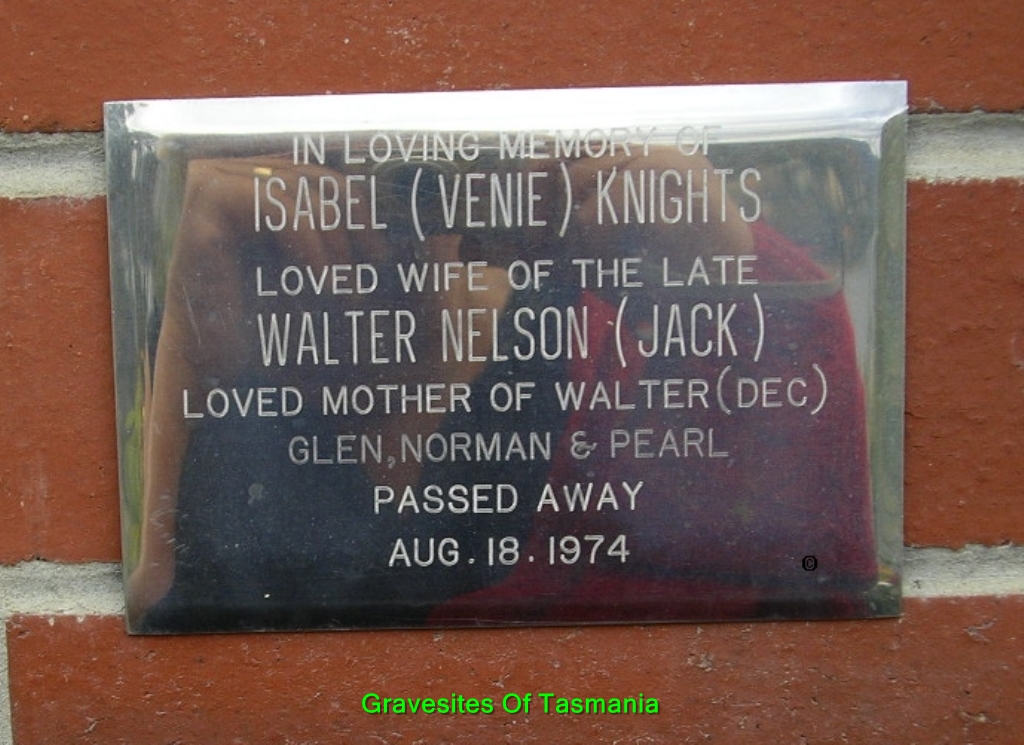 IN LOVING MEMORY OF
ISABEL (VENIE) KNIGHTS
LOVED WIFE OF THE LATE
WALTER NELSON (JACK)
LOVED MOTHER OF WALTER (DEC)
GLEN, NORMAN & PEARL
PASSED AWAY
AUG. 18. 1974
©
Gravesites Of Tasmania